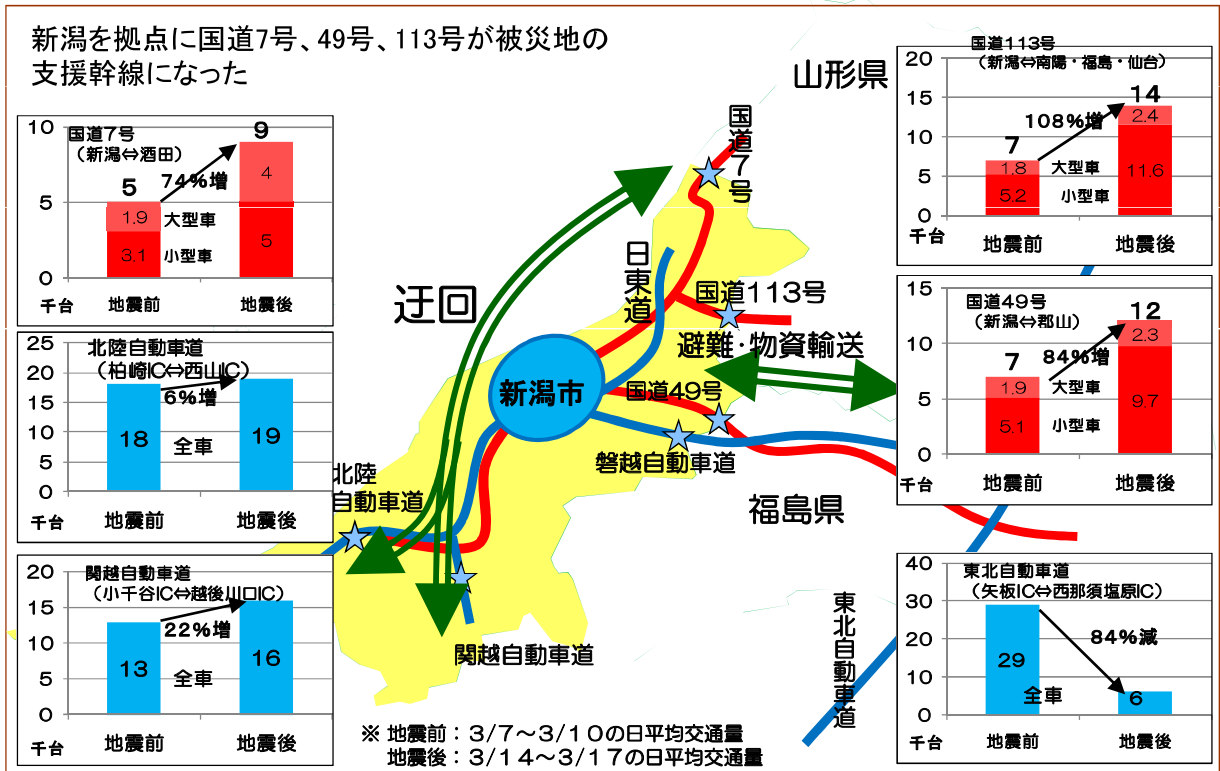 新潟を拠点に国道7号、49号、113号が被災地の
支援幹線になった
国道7号
（新潟⇔酒田）
10
5
0
5
9
74%増
1.9
3.1
4
5
大型車
小型車
千台
地震前
地震後
北陸自動車道
（柏崎IC⇔西山IC）
25
20
15
10
5
0
6%増
18
全車
19
千台
地震前
地震後
関越自動車道
（小千谷IC⇔越後川口IC）
20
15
10
5
0
22%増
13
全車
16
千台
地震前
地震後
山形県
国道7号
日東道
迂回
国道113号
避難・物資輸送
新潟市
国道49号
磐越自動車道
北陸
自動車道
福島県
関越自動車道
東北自動車道
国道113号
（新潟⇔南陽・福島・仙台）
20
15
10
5
0
7
14
108%増
1.8
5.2
2.4
11.6
大型車
小型車
千台
地震前
地震後
国道49号
（新潟⇔郡山）
15
10
5
0
7
12
84%増
1.9
5.1
2.3
9.7
大型車
小型車
千台
地震前
地震後
東北自動車道
（矢板IC⇔西那須塩原IC）
40
30
20
10
0
84%減
29
全車
6
千台
地震前
地震後
※ 地震前：3/7～3/10の日平均交通量
地震後：3/14～3/17の日平均交通量